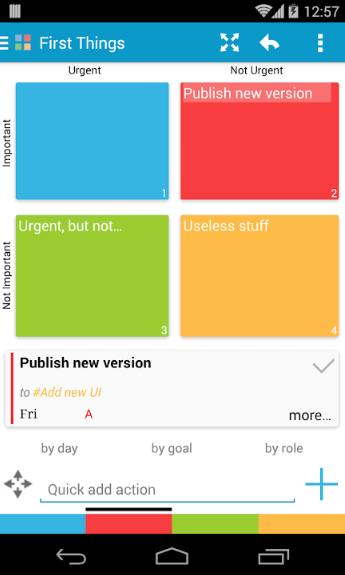 12:57
First Things
Urgent
Not Urgent
Important
1
Publish new version
2
Not Important
Urgent, but not...
3
Useless stuff
4
Publish new version
to #Add new UI
Fri A more...
by day by goal by role
Quick add action